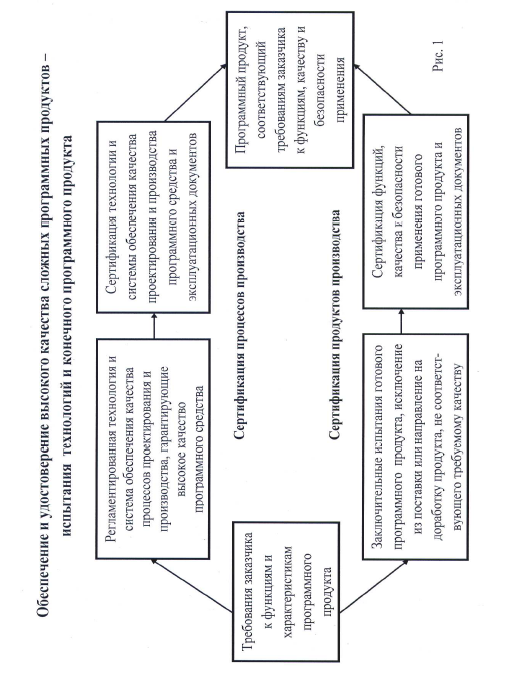 Обеспечение и удостоверение высокого качества сложных программных продуктов –
испытания технологий и конечного программного продукта
Требования заказчика
к функциям и
характеристикам
программного
продукта
Регламентированная технология и
система обеспечения качества
процессов проектирования и
производства, гарантирующие
высокое качество
программного средства
Сертификация технологии и
системы обеспечения качества
проектирования и производства
программного средства и
эксплуатационных документов
Сертификация процессов производства
Сертификация продуктов производства
Заключительные испытания готового
программного продукта, исключение
из поставки или направление на
доработку продукта, не соответст-
вующего требуемому качеству
Сертификация функций,
качества и безопасности
применения готового
программного продукта и
эксплуатационных документов
Программный продукт,
соответствующий
требованиям заказчика
к функциям, качеству и
безопасности
применения
Рис. 1